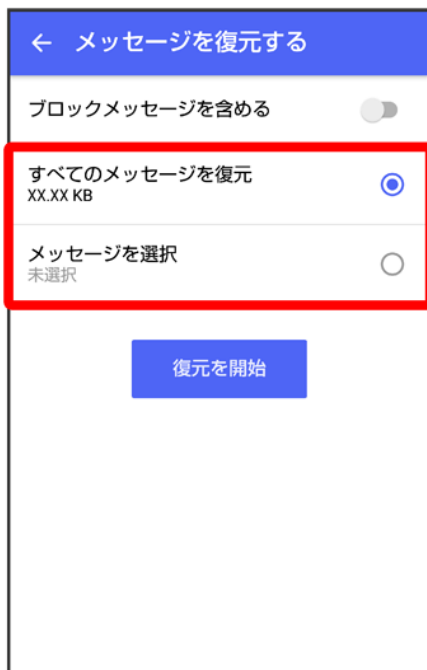 メッセージを復元する
ブロックメッセージを含める
すべてのメッセージを復元
XX.XX KB
メッセージを選択
未選択
復元を開始